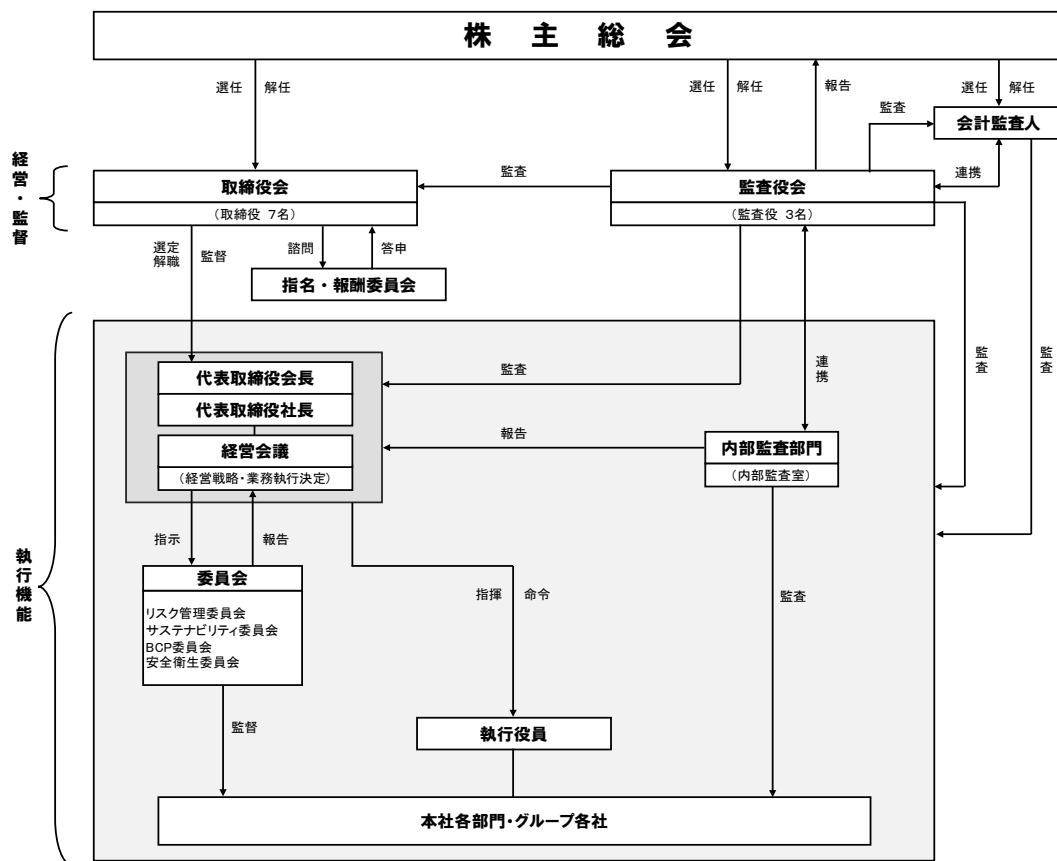 株 主 総 会
選任 解任
選任 解任
報告
選任 解任
監査
会計監査人
経営・監督
取締役会
(取締役 7名)
監査
監査役会
(監査役 3名)
連携
選定
解職
監督
諮問
答申
指名・報酬委員会
執行機能
代表取締役会長
代表取締役社長
経営会議
(経営戦略・業務執行決定)
監査
連携
監査
監査
報告
内部監査部門
(内部監査室)
指示
報告
委員会
リスク管理委員会
サステナビリティ委員会
BCP委員会
安全衛生委員会
指揮 命令
監査
監督
執行役員
本社各部門・グループ各社